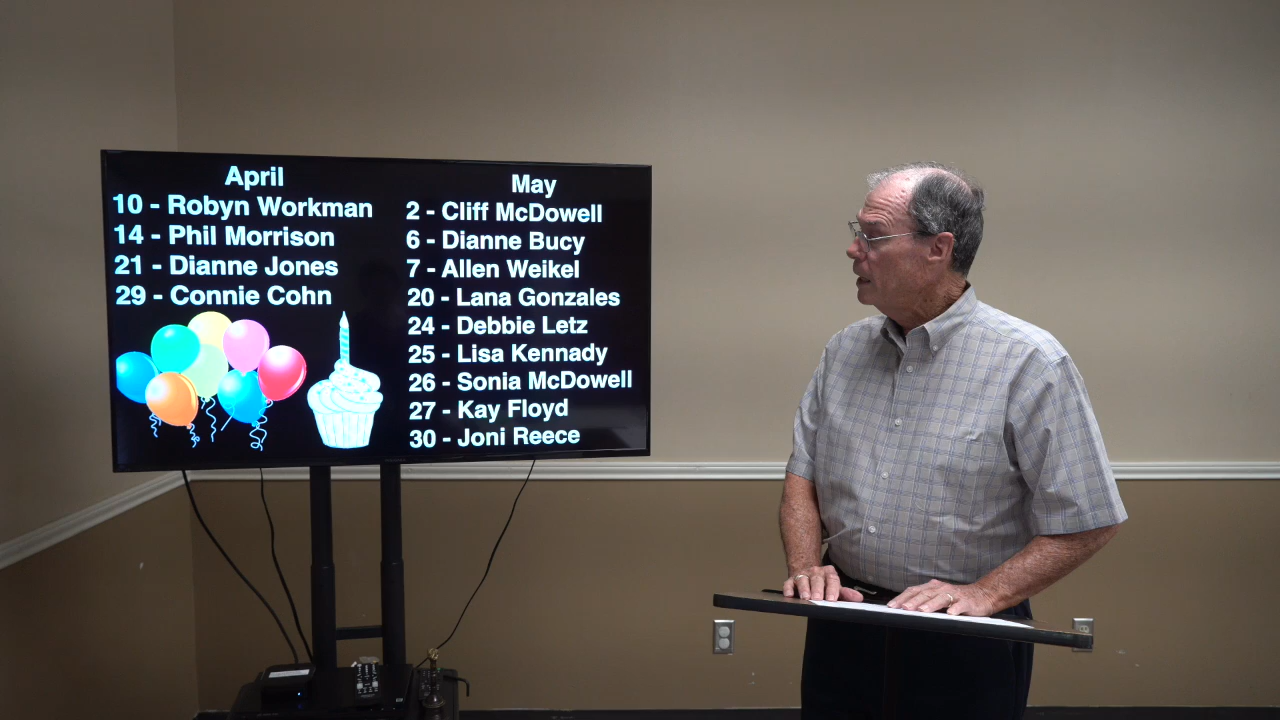 April
10 - Robyn Workman
14 - Phil Morrison
21 - Dianne Jones
29 - Connie Cohn
May
2 - Cliff McDowell
6 - Dianne Bucy
7 - Allen Weikel
20 - Lana Gonzales
24 - Debbie Letz
25 - Lisa Kennady
26 - Sonia McDowell
27 - Kay Floyd
30 - Joni Reece